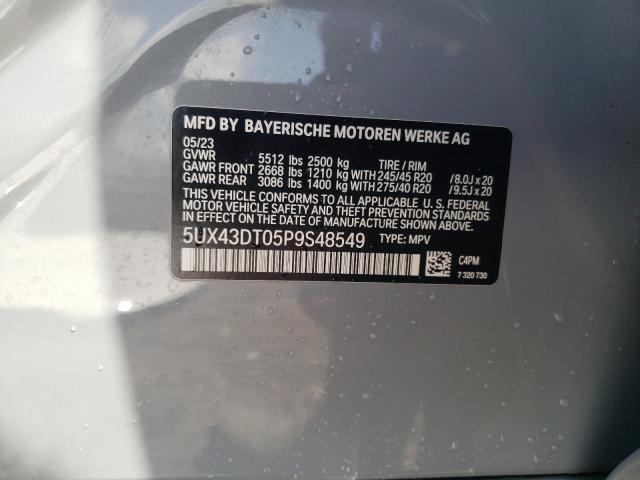 MFD BY BAYERISCHE MOTOREN WERKE AG
05/23
GVWR 5512 lbs 2500 kg TIRE / RIM
GAWR FRONT 2668 lbs 1210 kg WITH 245/45 R20 /8.0J x 20
GAWR REAR 3086 lbs 1400 kg WITH 275/40 R20 /9.5J x 20
THIS VEHICLE CONFORMS TO ALL APPLICABLE U. S. FEDERAL
MOTOR VEHICLE SAFETY, BUMPER, AND THEFT PREVENTION
STANDARDS IN EFFECT ON THE DATE OF MANUFACTURE SHOWN ABOVE.
5UX43DT05P9S48549 TYPE: MPV
C4PM
7 320 730